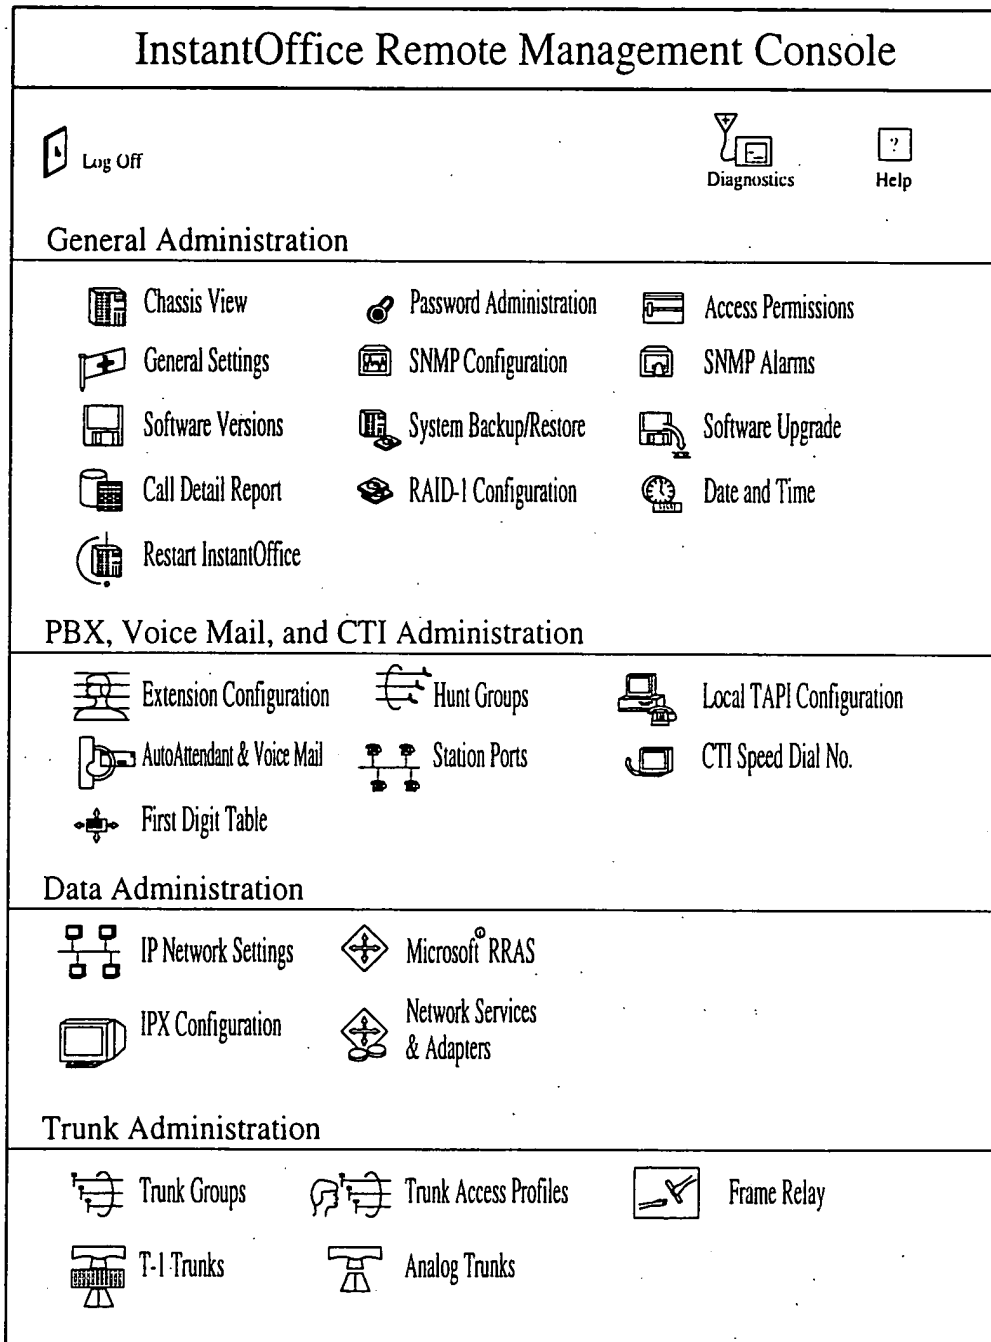 InstantOffice Remote Management Console
Log Off
Diagnostics
?
Help
General Administration
Chassis View
Password Administration
Access Permissions
General Settings
SNMP Configuration
SNMP Alarms
Software Versions
System Backup/Restore
Software Upgrade
Call Detail Report
RAID-1 Configuration
Date and Time
Restart InstantOffice
PBX, Voice Mail, and CTI Administration
Extension Configuration
Hunt Groups
Local TAPI Configuration
AutoAttendant & Voice Mail
Station Ports
CTI Speed Dial No.
First Digit Table
Data Administration
IP Network Settings
Microsoft® RRAS
IPX Configuration
Network Services
& Adapters
Trunk Administration
Trunk Groups
Trunk Access Profiles
Frame Relay
T-1 Trunks
Analog Trunks